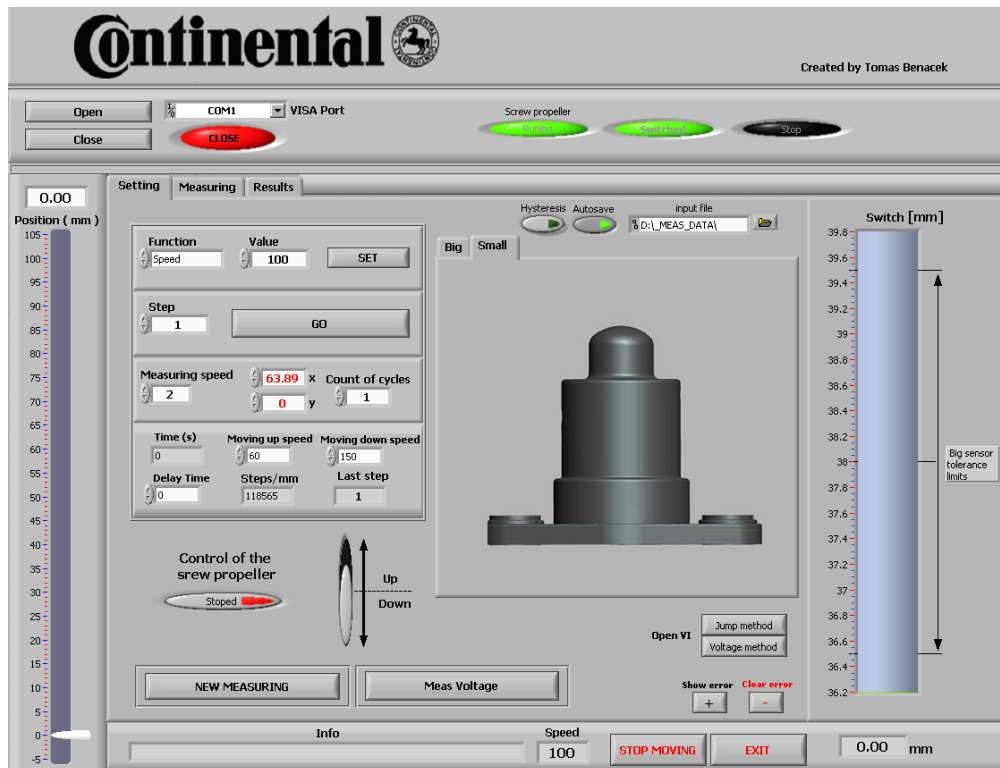 Continental
CONTINENTAL
Created by Tomas Benacek
Open
COM1
VISA Port
Close
CLOSE
Screw propeller
Runing
Switched
Stop
0.00
Position ( mm )
105
100
95
90
85
80
75
70
65
60
55
50
45
40
35
30
25
20
15
10
5
0
-5
Setting
Measuring
Results
Hysteresis
Autosave
input file
D:\_MEAS_DATA\
Function
Value
Speed
100
SET
Step
1
GO
Measuring speed
2
63.89 x
0 y
Count of cycles
1
Time (s)
0
Moving up speed
60
Moving down speed
150
Delay Time
0
Steps/mm
118565
Last step
1
Control of the
srew propeller
Stoped
Up
Down
Big
Small
Open VI
Jump method
Voltage method
NEW MEASURING
Meas Voltage
Show error
+
Clear error
-
Switch [mm]
39.8
39.6
39.4
39.2
39
38.8
38.6
38.4
38.2
38
37.8
37.6
37.4
37.2
37
36.8
36.6
36.4
36.2
Big sensor
tolerance
limits
Info
Speed
100
STOP MOVING
EXIT
0.00 mm